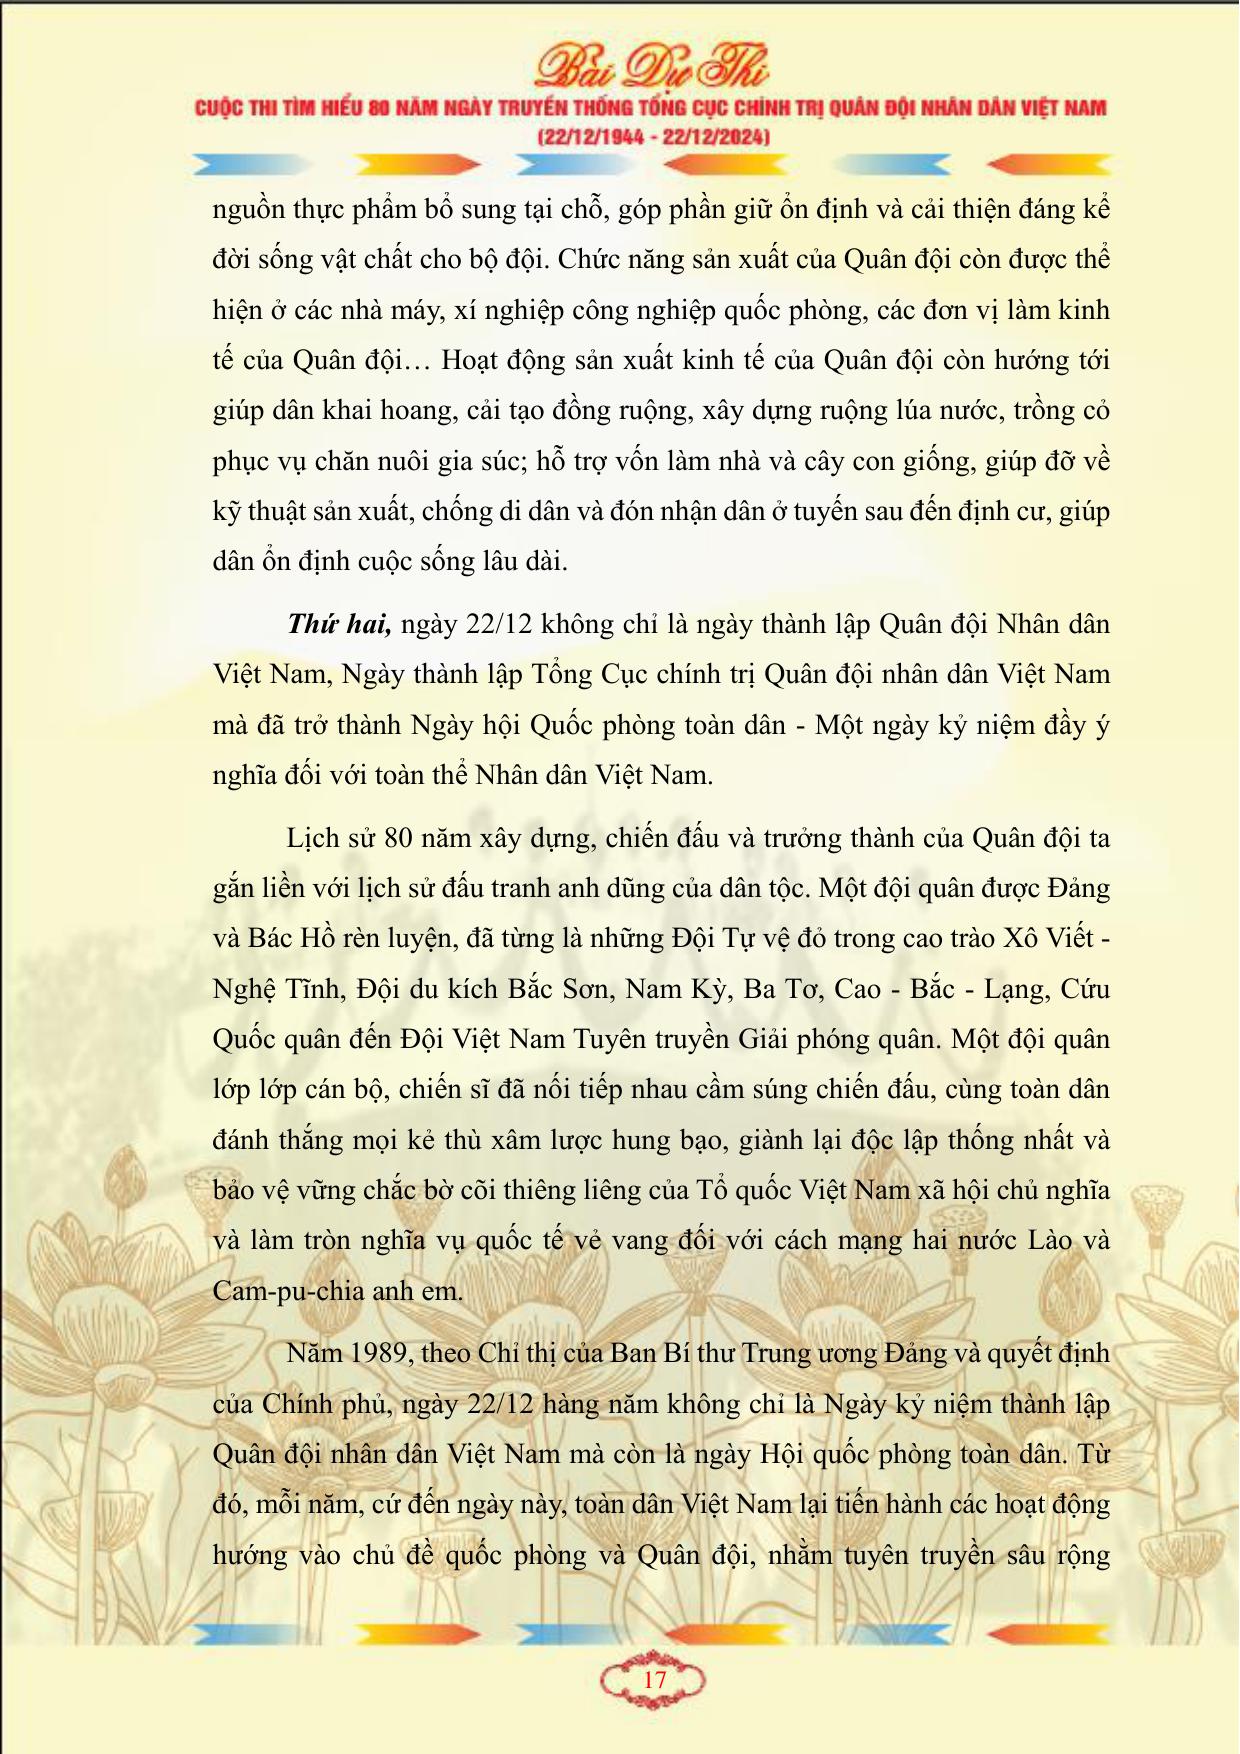 Bài Dự Thi
CUỘC THI TÌM HIỂU 80 NĂM NGÀY TRUYỀN THỐNG TỔNG CỤC CHÍNH TRỊ QUÂN ĐỘI NHÂN DÂN VIỆT NAM
(22/12/1944 - 22/12/2024)
nguồn thực phẩm bổ sung tại chỗ, góp phần giữ ổn định và cải thiện đáng kể
đời sống vật chất cho bộ đội. Chức năng sản xuất của Quân đội còn được thể
hiện ở các nhà máy, xí nghiệp công nghiệp quốc phòng, các đơn vị làm kinh
tế của Quân đội… Hoạt động sản xuất kinh tế của Quân đội còn hướng tới
giúp dân khai hoang, cải tạo đồng ruộng, xây dựng ruộng lúa nước, trồng cỏ
phục vụ chăn nuôi gia súc; hỗ trợ vốn làm nhà và cây con giống, giúp đỡ về
kỹ thuật sản xuất, chống di dân và đón nhận dân ở tuyến sau đến định cư, giúp
dân ổn định cuộc sống lâu dài.
Thứ hai, ngày 22/12 không chỉ là ngày thành lập Quân đội Nhân dân
Việt Nam, Ngày thành lập Tổng Cục chính trị Quân đội nhân dân Việt Nam
mà đã trở thành Ngày hội Quốc phòng toàn dân - Một ngày kỷ niệm đầy ý
nghĩa đối với toàn thể Nhân dân Việt Nam.
Lịch sử 80 năm xây dựng, chiến đấu và trưởng thành của Quân đội ta
gắn liền với lịch sử đấu tranh anh dũng của dân tộc. Một đội quân được Đảng
và Bác Hồ rèn luyện, đã từng là những Đội Tự vệ đỏ trong cao trào Xô Viết -
Nghệ Tĩnh, Đội du kích Bắc Sơn, Nam Kỳ, Ba Tơ, Cao - Bắc - Lạng, Cứu
Quốc quân đến Đội Việt Nam Tuyên truyền Giải phóng quân. Một đội quân
lớp lớp cán bộ, chiến sĩ đã nối tiếp nhau cầm súng chiến đấu, cùng toàn dân
đánh thắng mọi kẻ thù xâm lược hung bạo, giành lại độc lập thống nhất và
bảo vệ vững chắc bờ cõi thiêng liêng của Tổ quốc Việt Nam xã hội chủ nghĩa
và làm tròn nghĩa vụ quốc tế vẻ vang đối với cách mạng hai nước Lào và
Cam-pu-chia anh em.
Năm 1989, theo Chỉ thị của Ban Bí thư Trung ương Đảng và quyết định
của Chính phủ, ngày 22/12 hàng năm không chỉ là Ngày kỷ niệm thành lập
Quân đội nhân dân Việt Nam mà còn là ngày Hội quốc phòng toàn dân. Từ
đó, mỗi năm, cứ đến ngày này, toàn dân Việt Nam lại tiến hành các hoạt động
hướng vào chủ đề quốc phòng và Quân đội, nhằm tuyên truyền sâu rộng
17